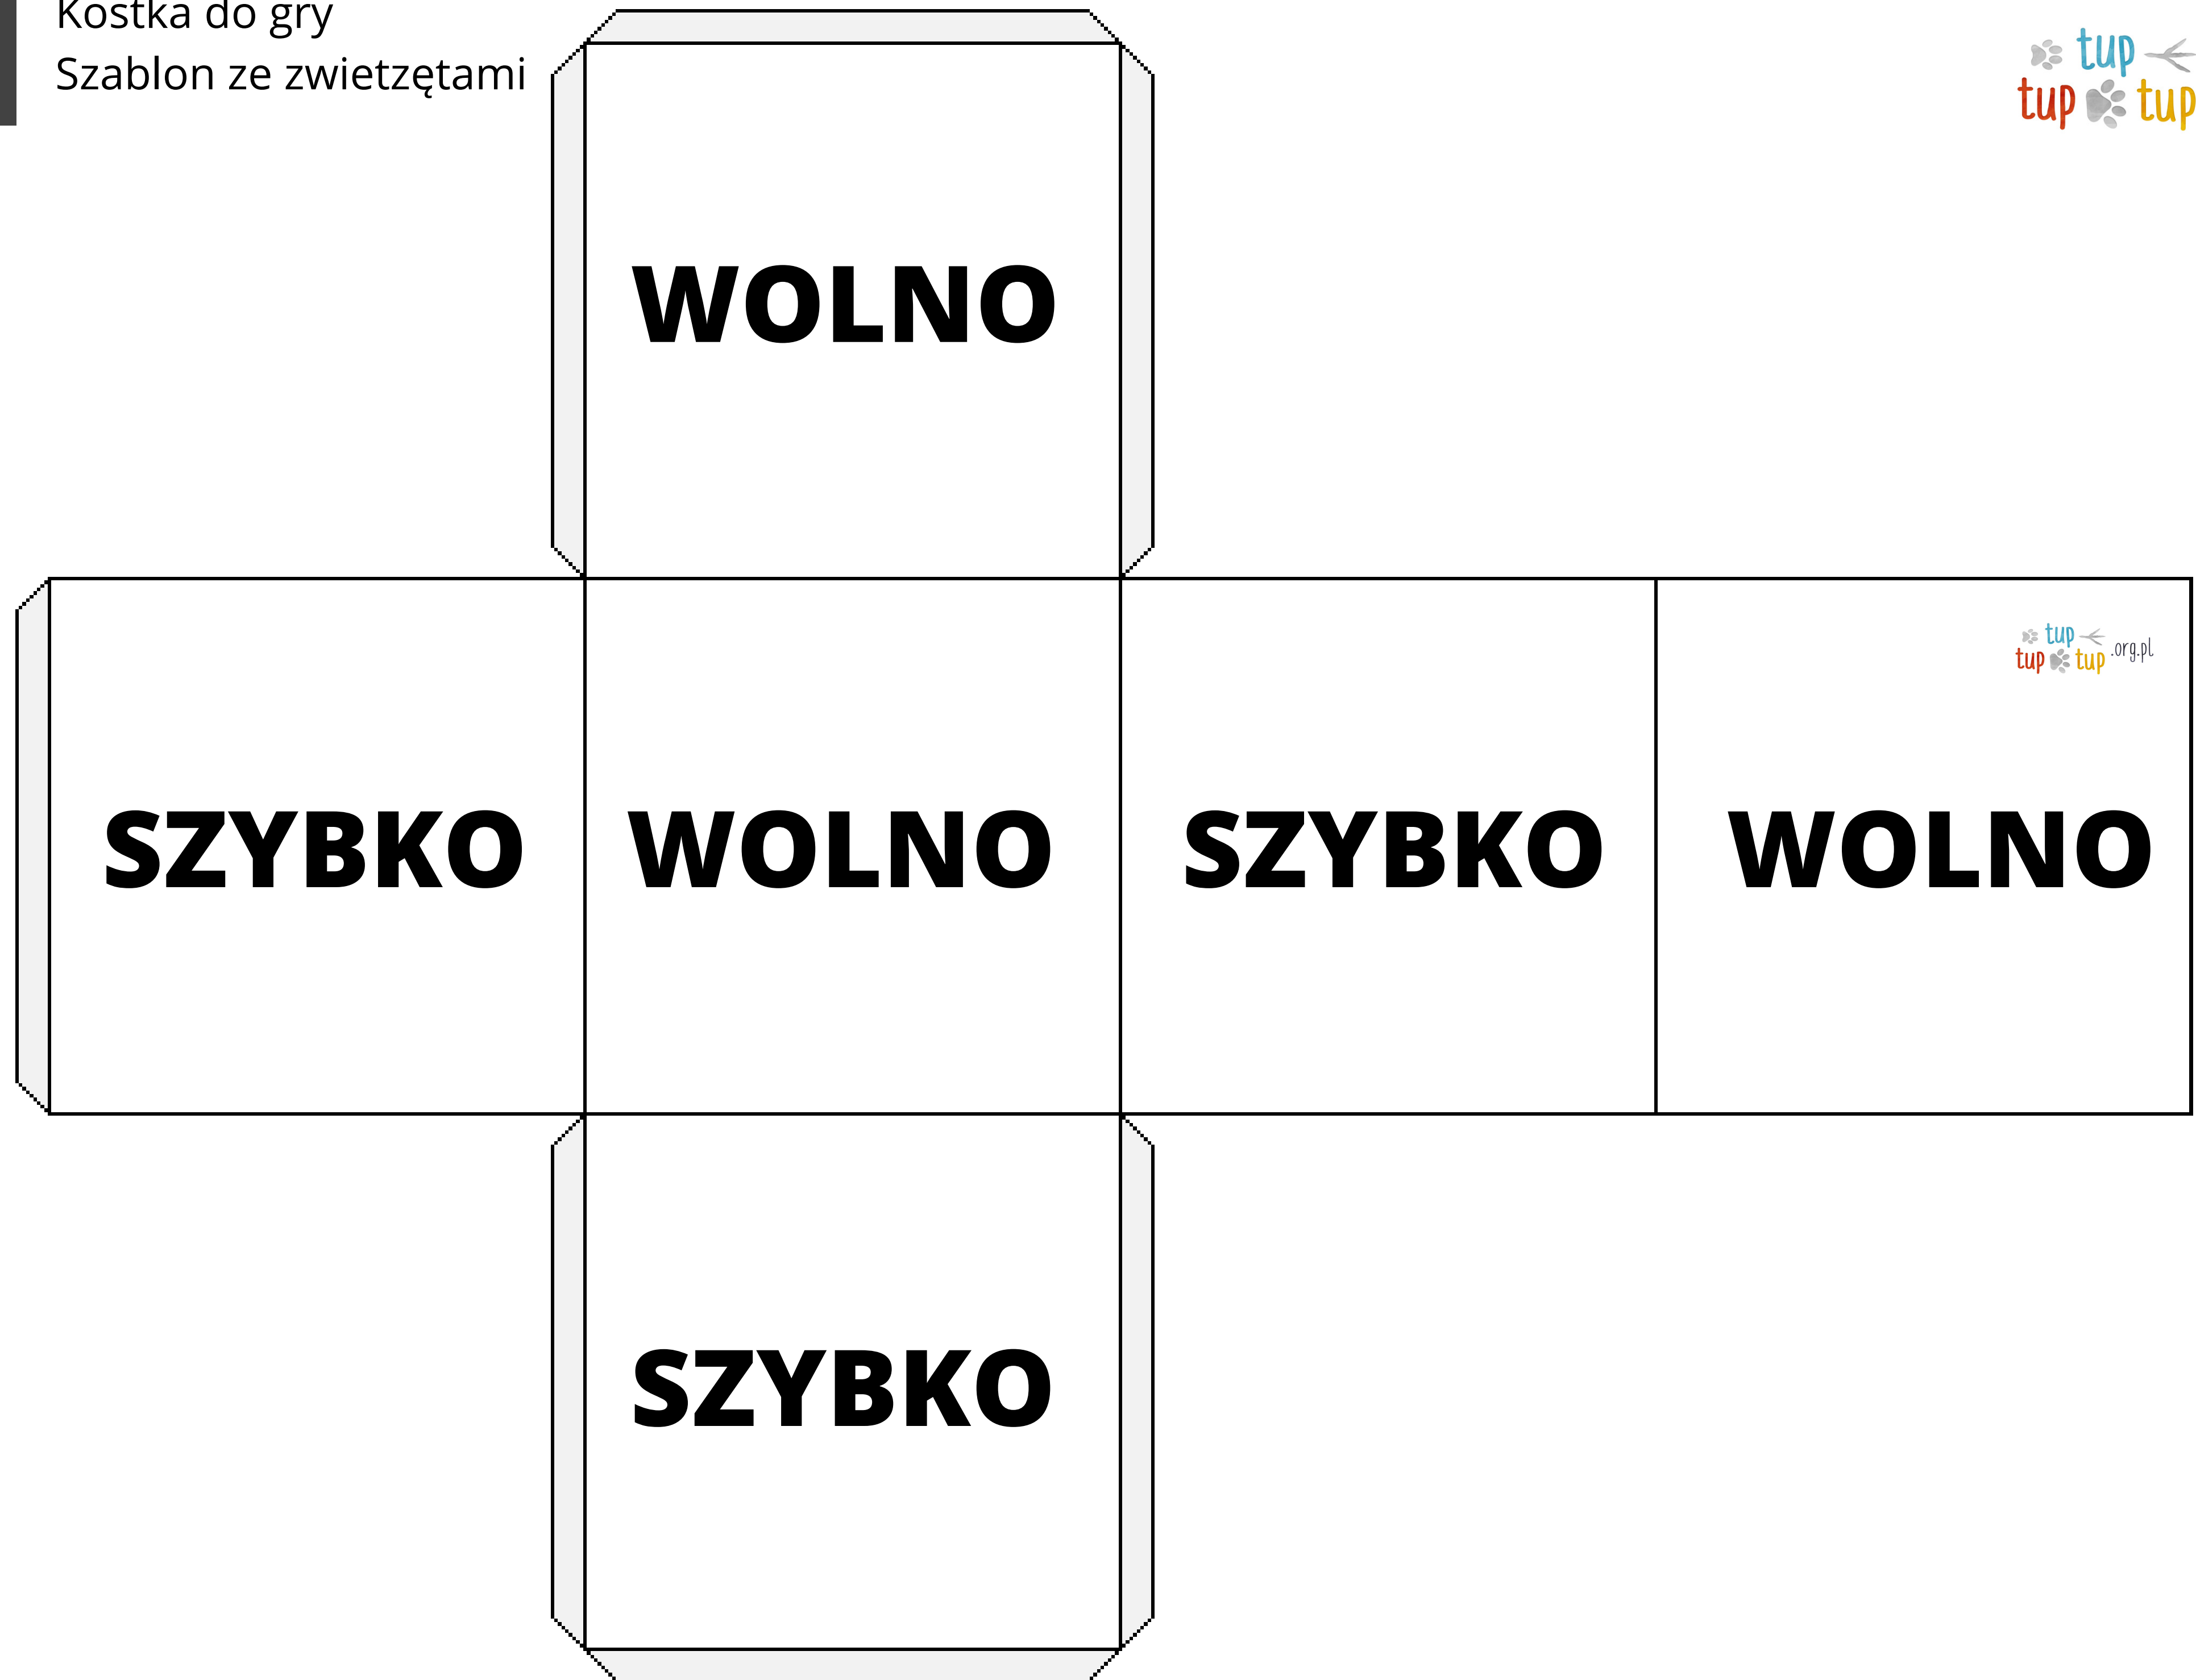 Kostka do gry
Szablon ze zwietzętami
tup
tup tup
WOLNO
tup
tup tup .org.pl
SZYBKO WOLNO SZYBKO WOLNO
SZYBKO